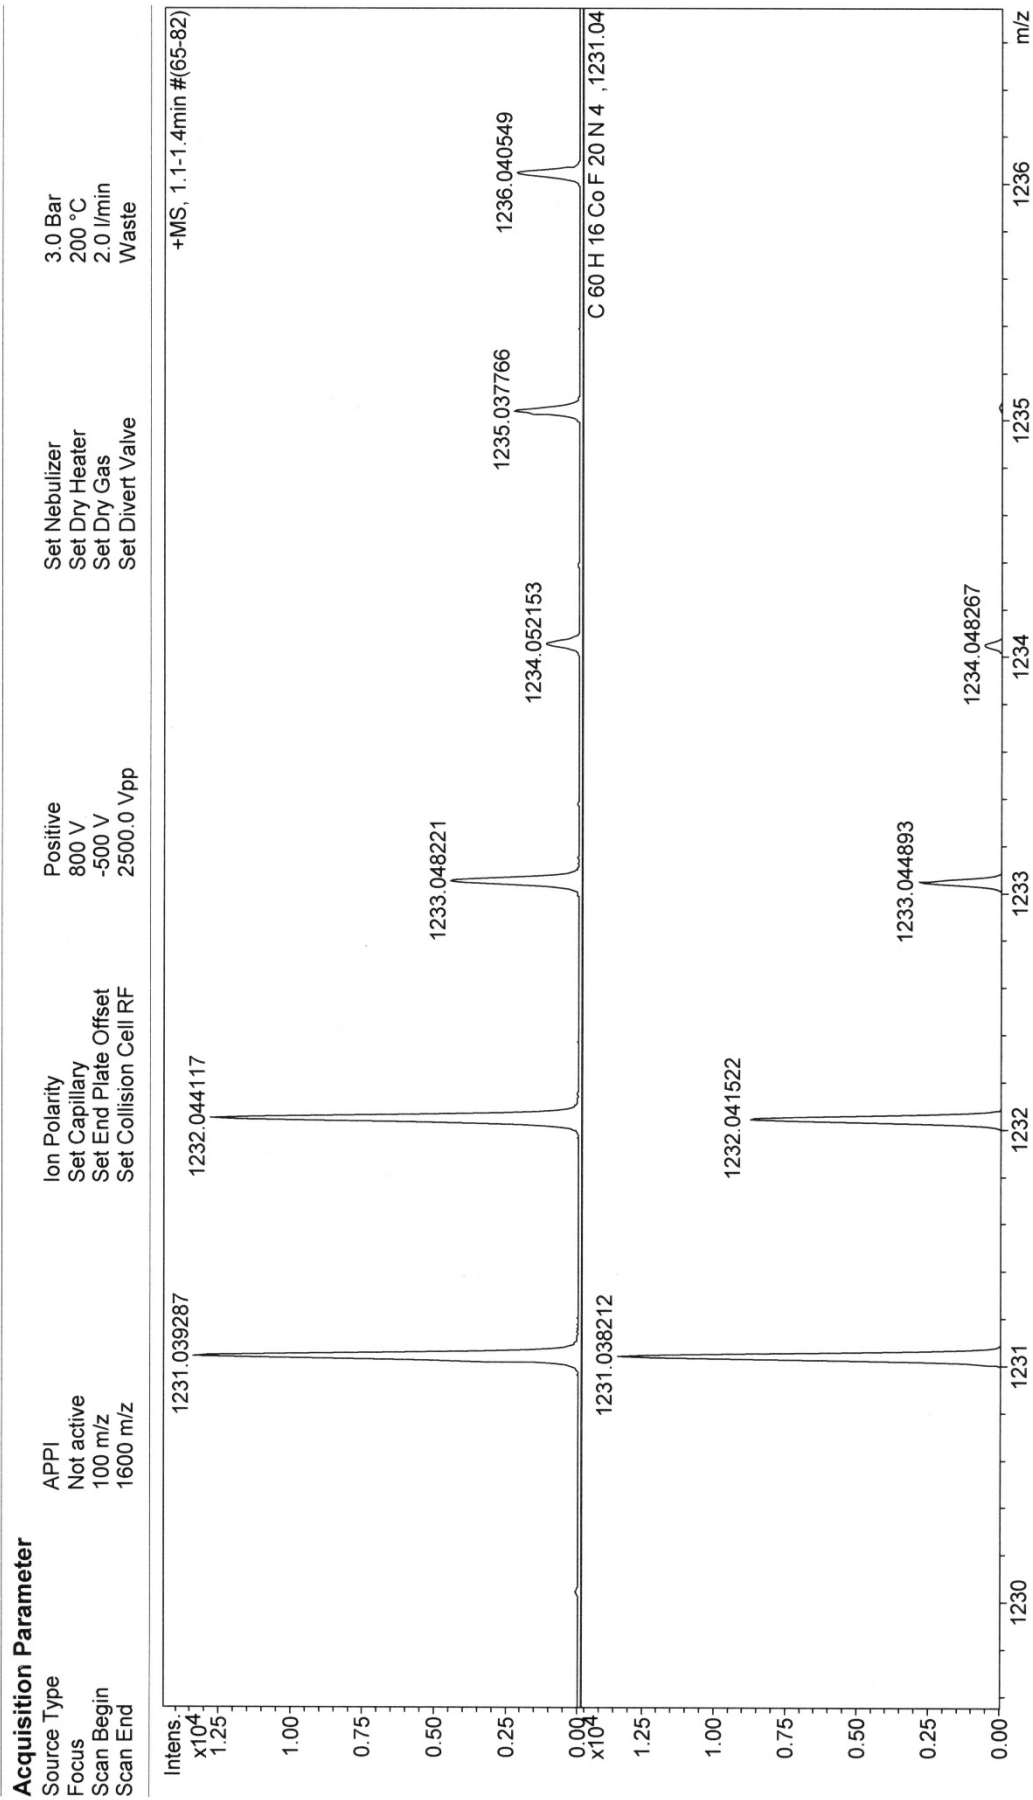 Acquisition Parameter
Source Type APPI Ion Polarity Positive Set Nebulizer 3.0 Bar
Focus Not active Set Capillary 800 V Set Dry Heater 200 °C
Scan Begin 100 m/z Set End Plate Offset -500 V Set Dry Gas 2.0 l/min
Scan End 1600 m/z Set Collision Cell RF 2500.0 Vpp Set Divert Valve Waste
Intens.
x10⁴
+MS, 1.1-1.4min #(65-82)
1.25
1.00
0.75
0.50
0.25
0.00
1231.039287
1232.044117
1233.048221
1234.052153
1235.037766
1236.040549
x10⁴
C 60 H 16 Co F 20 N 4 ,1231.04
1.25
1.00
0.75
0.50
0.25
0.00
1231.038212
1232.041522
1233.044893
1234.048267
1230 1231 1232 1233 1234 1235 1236 m/z